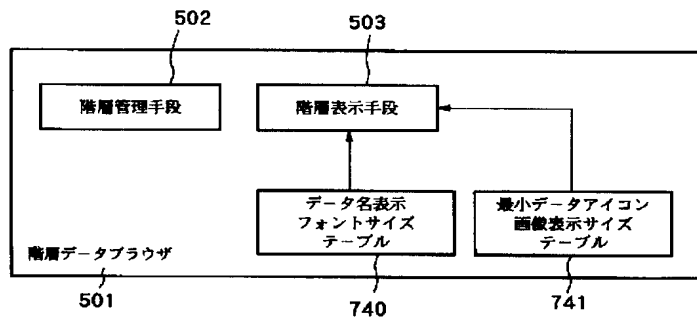 502
503
階層管理手段
階層表示手段
データ名表示
フォントサイズ
テーブル
最小データアイコン
画像表示サイズ
テーブル
階層データブラウザ
501
740
741